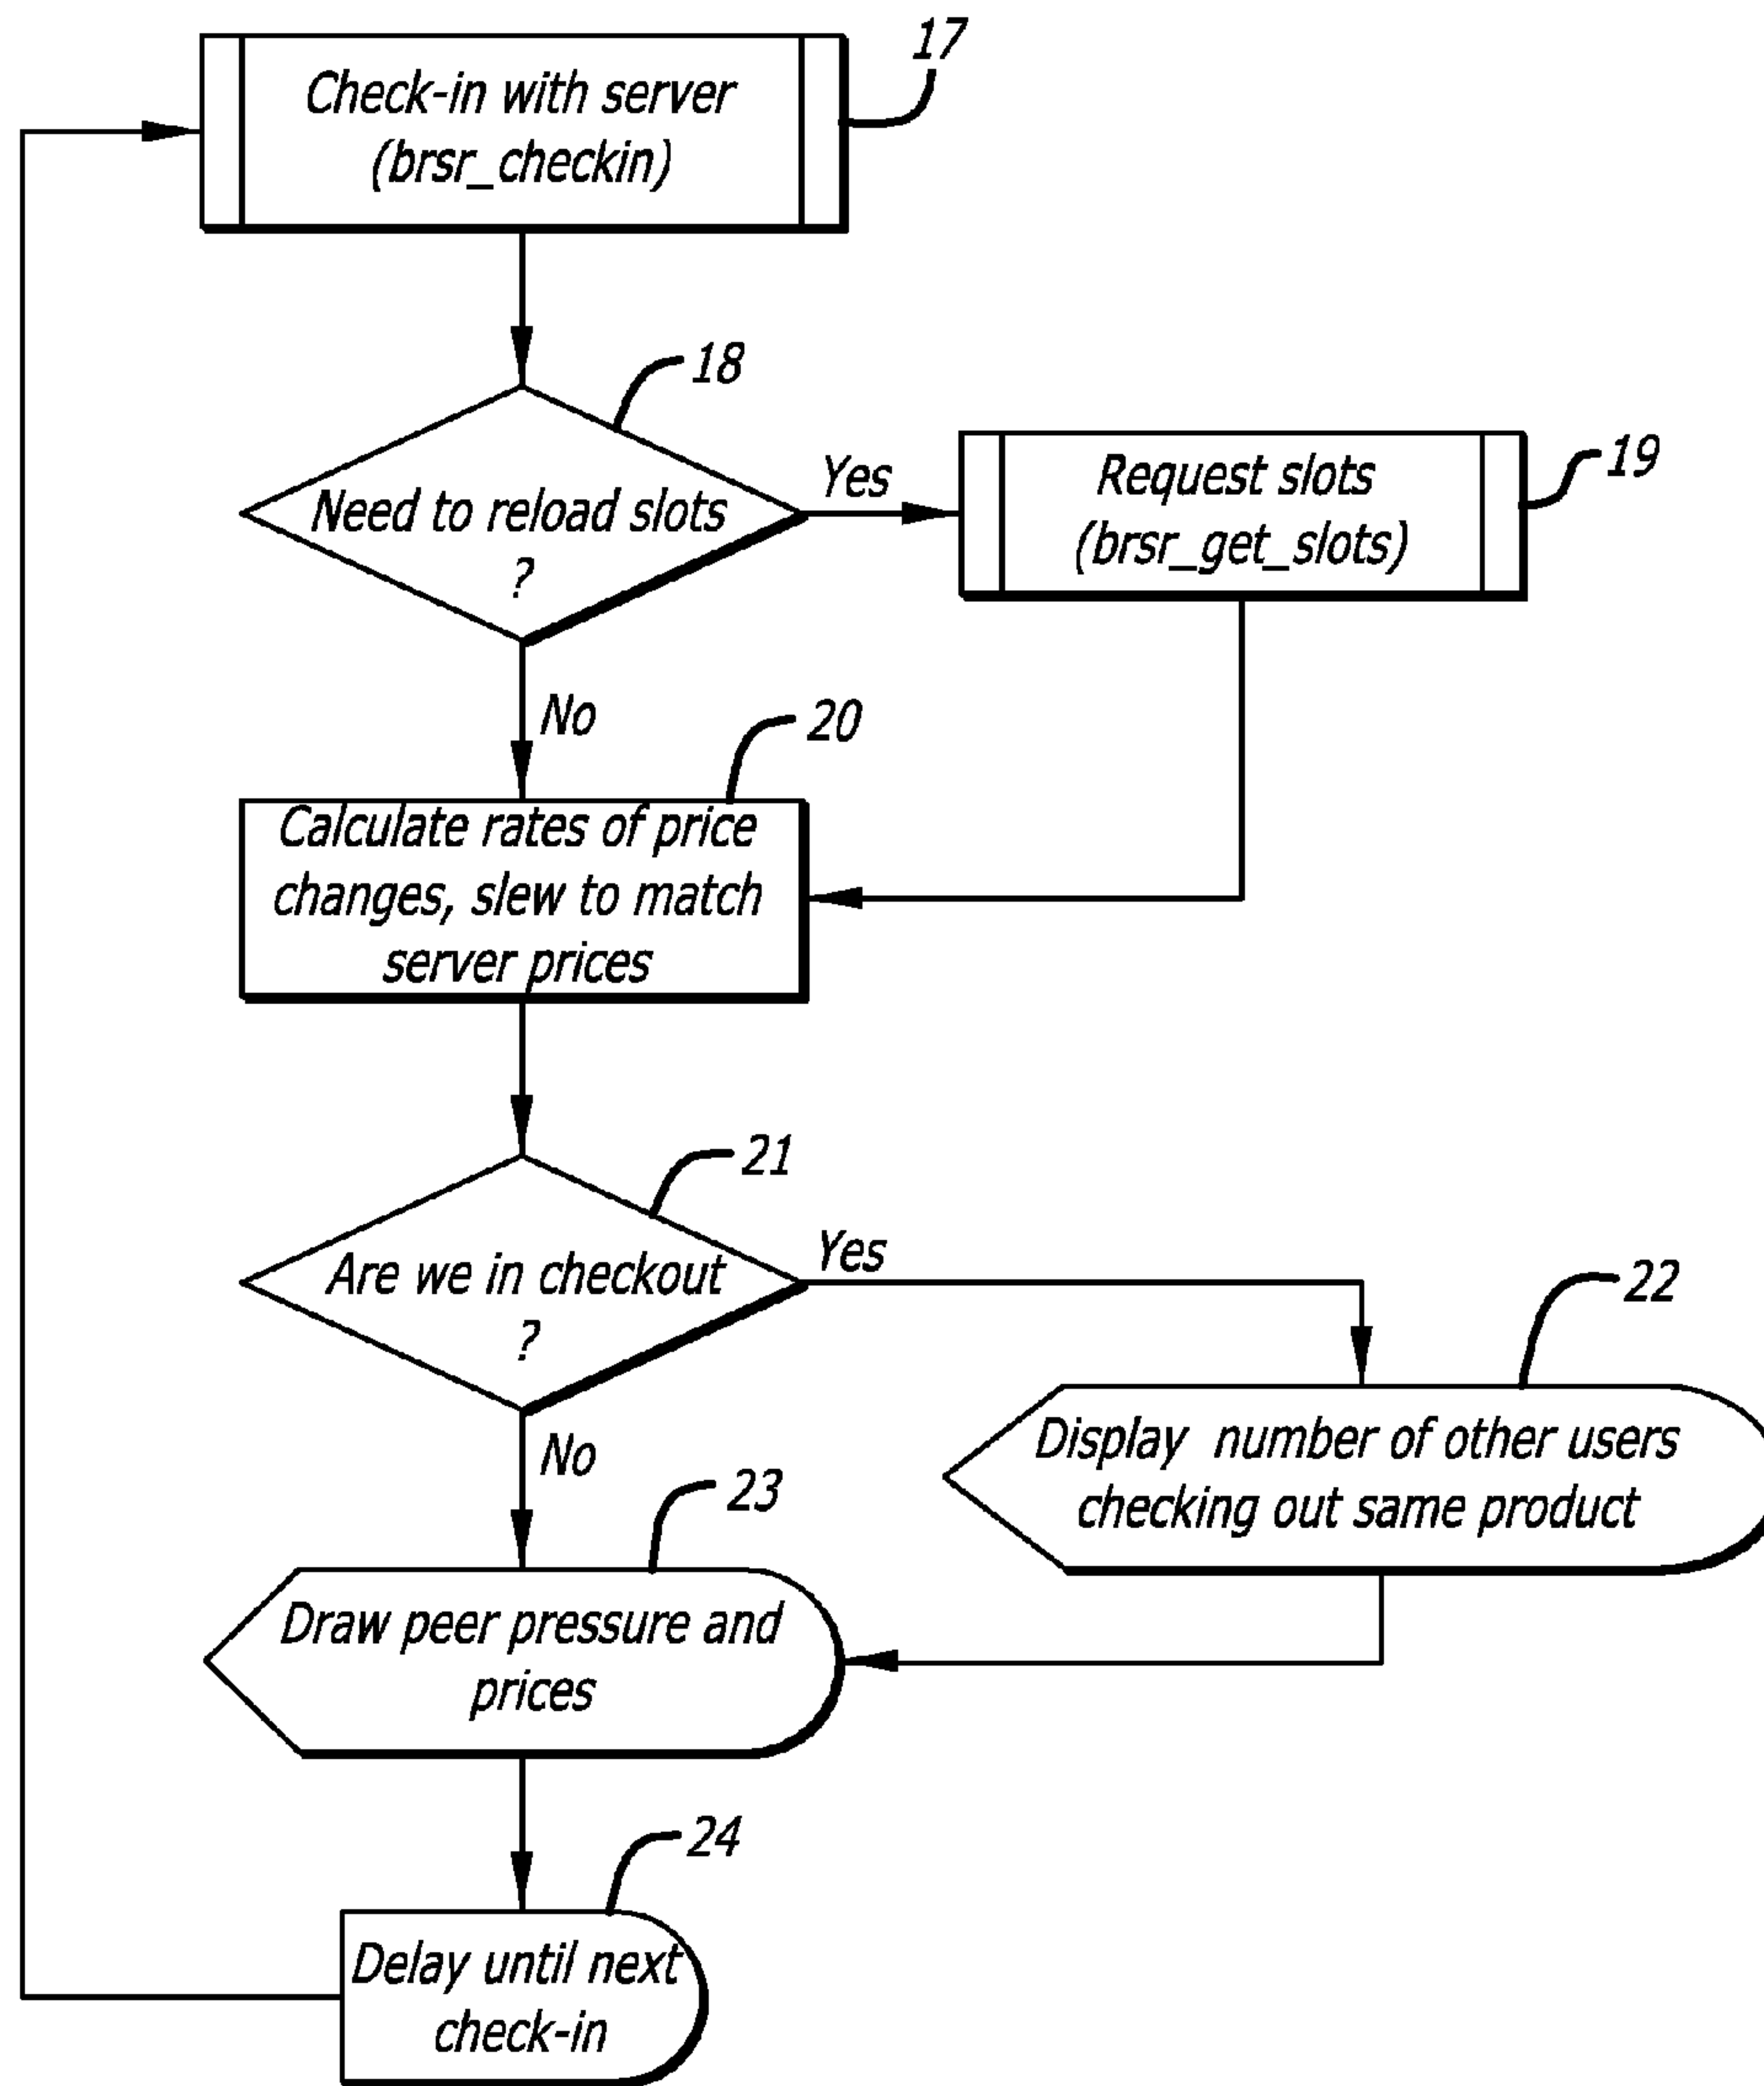 17
Check-in with server
(brsr_checkin)
18
Need to reload slots
?
Yes
19
Request slots
(brsr_get_slots)
No
20
Calculate rates of price
changes, slew to match
server prices
21
Are we in checkout
?
Yes
22
Display number of other users
checking out same product
No
23
Draw peer pressure and
prices
24
Delay until next
check-in